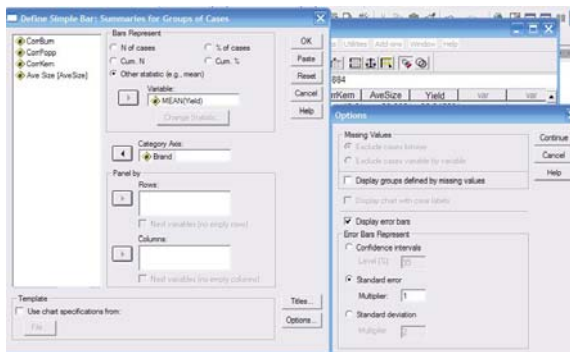 Define Simple Bar: Summaries for Groups of Cases
CorrBurn
CorrPopp
CorrKern
Ave Size [AveSize]
Bars Represent
N of cases
% of cases
Cum. N
Cum. %
Other statistic (e.g., mean)
Variable:
MEAN(Yield)
Change Statistic...
Category Axis:
Brand
Panel by
Rows:
Nest variables (no empty rows)
Columns:
Nest variables (no empty columns)
Template
Use chart specifications from:
File...
OK
Paste
Reset
Cancel
Help
Titles...
Options...
Utilities Add-ons Window Help
884
rrKern AveSize Yield var var
Options
Missing Values
Exclude cases listwise
Exclude cases variable by variable
Display groups defined by missing values
Display chart with case labels
Display error bars
Error Bars Represent
Confidence intervals
Level (%): 95
Standard error
Multiplier: 1
Standard deviation
Multiplier: 2
Continue
Cancel
Help